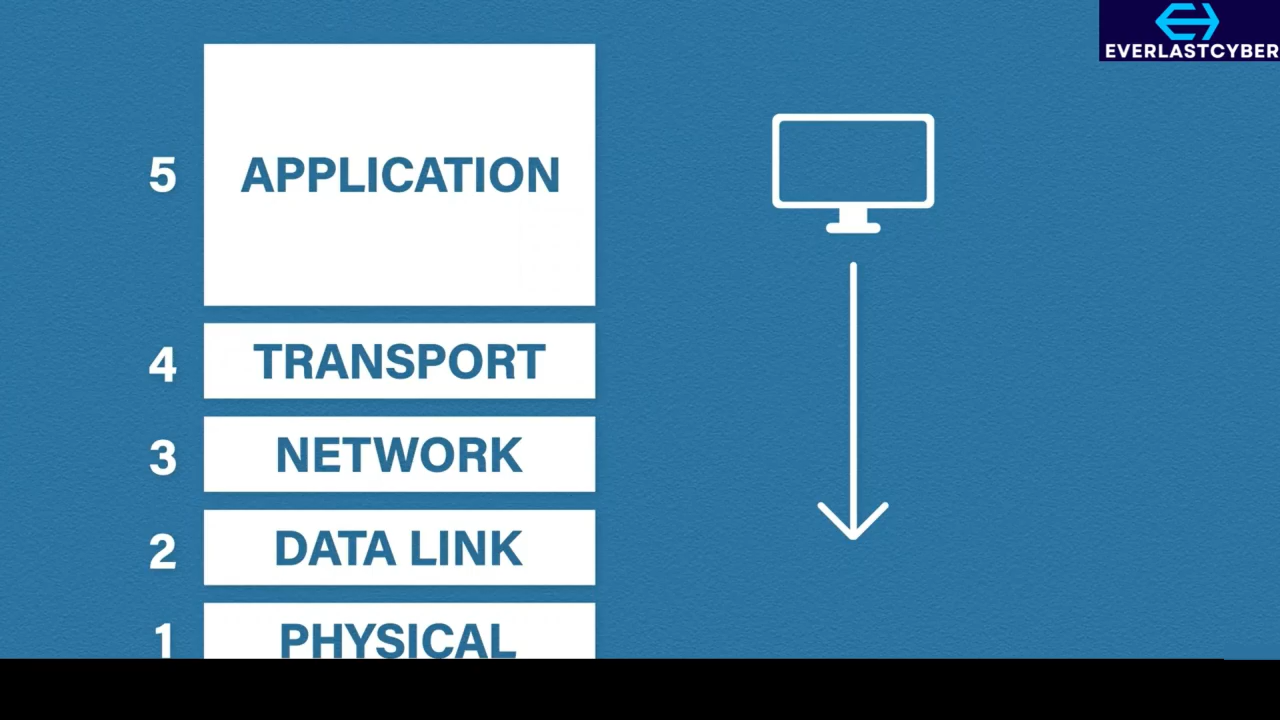 EVERLASTCYBER
5 APPLICATION
4 TRANSPORT
3 NETWORK
2 DATA LINK
1 PHYSICAL